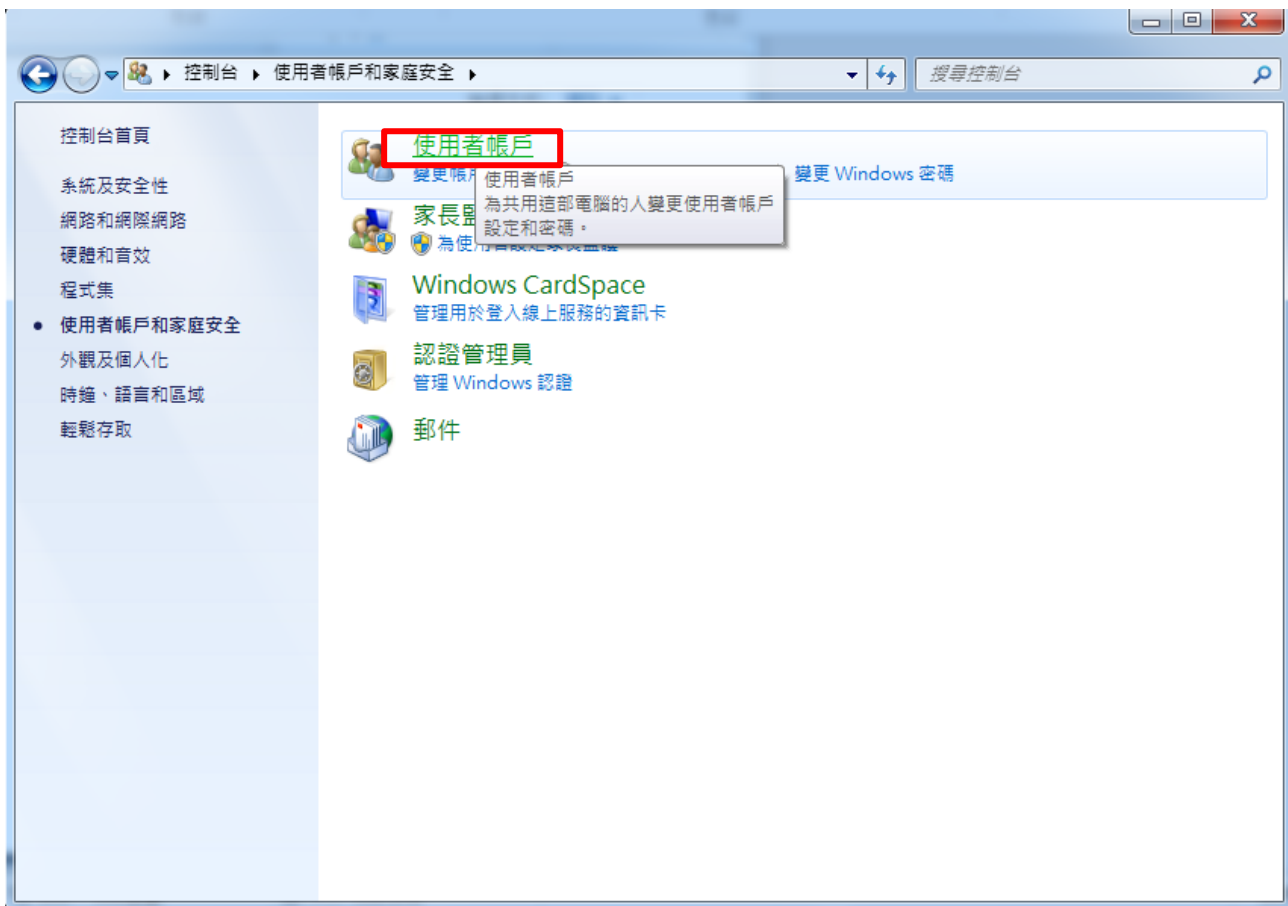 控制台 ▸ 使用者帳戶和家庭安全 ▸
搜尋控制台
控制台首頁
系統及安全性
網路和網際網路
硬體和音效
程式集
使用者帳戶和家庭安全
外觀及個人化
時鐘、語言和區域
輕鬆存取
使用者帳戶
變更帳 變更 Windows 密碼
使用者帳戶
為共用這部電腦的人變更使用者帳戶
設定和密碼。
家長
為使
Windows CardSpace
管理用於登入線上服務的資訊卡
認證管理員
管理 Windows 認證
郵件